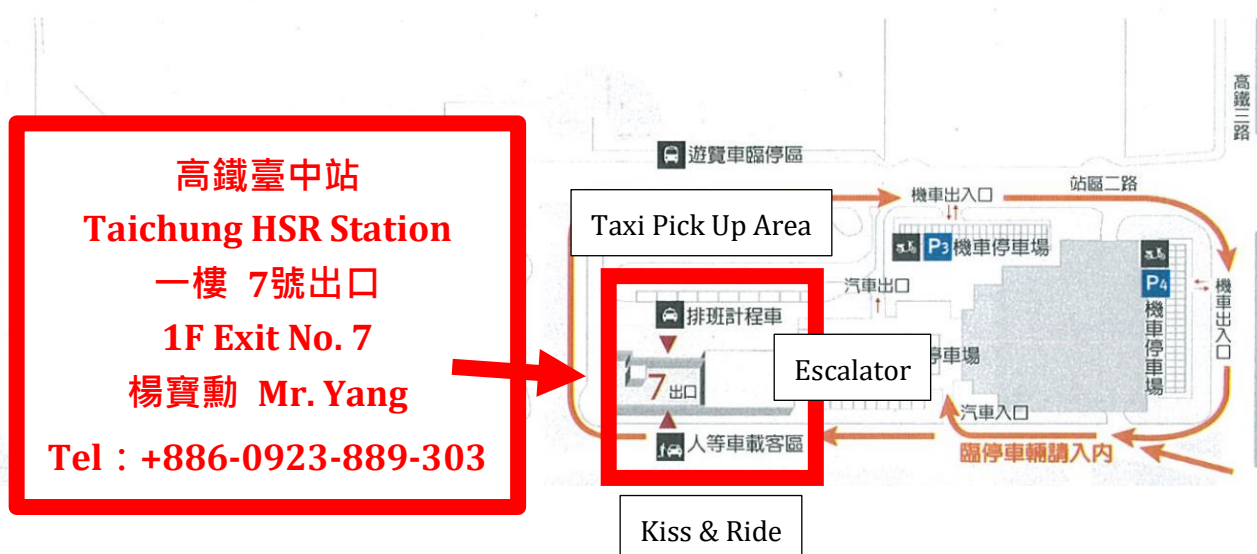 高鐵臺中站
Taichung HSR Station
一樓 7號出口
1F Exit No. 7
楊寶勳 Mr. Yang
Tel：+886-0923-889-303
高鐵三路
遊覽車臨停區
站區二路
機車出入口
Taxi Pick Up Area
P3 機車停車場
P4
機車停車場
機車出入口
汽車出口
排班計程車
停車場
Escalator
7 出口
汽車入口
人等車載客區
臨停車輛請入內
Kiss & Ride